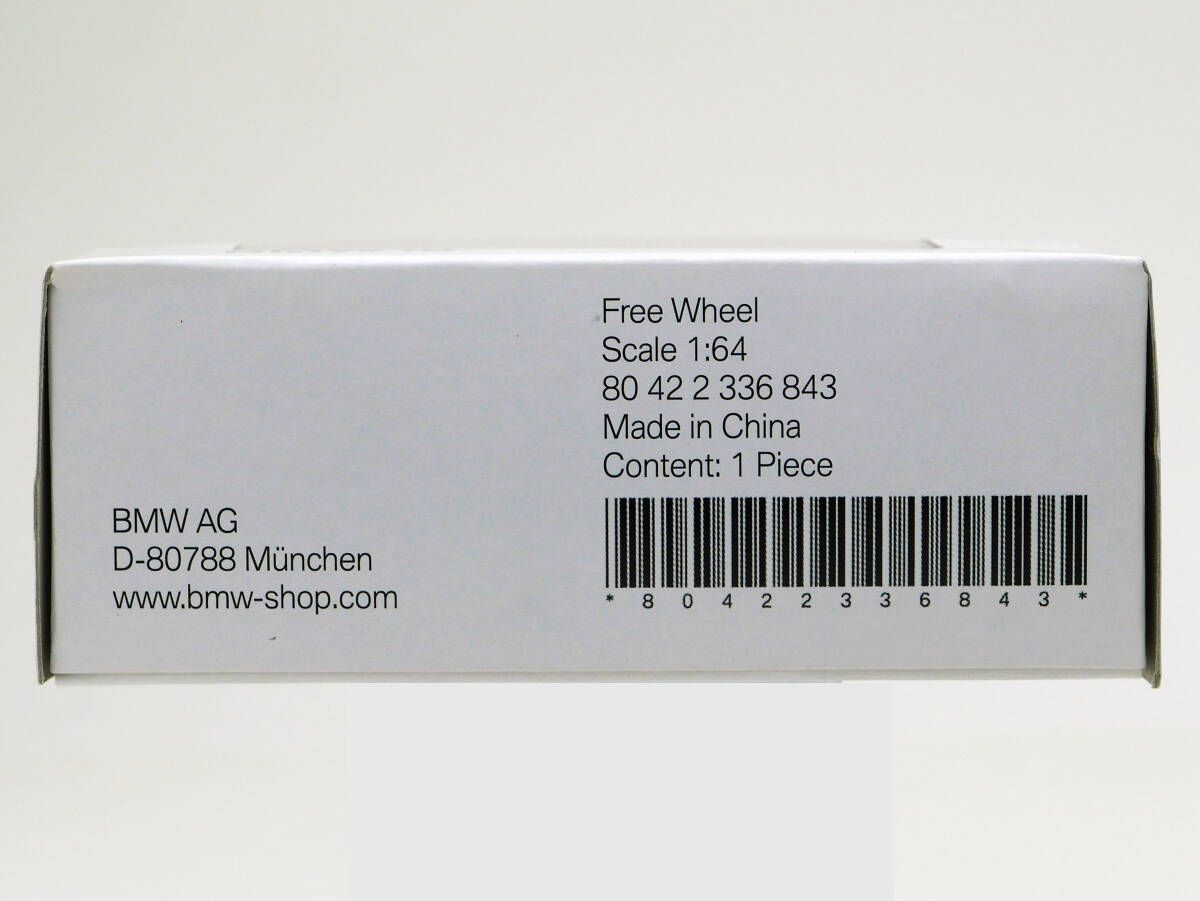 Free Wheel
Scale 1:64
80 42 2 336 843
Made in China
Content: 1 Piece
*80422336843*
BMW AG
D-80788 München
www.bmw-shop.com